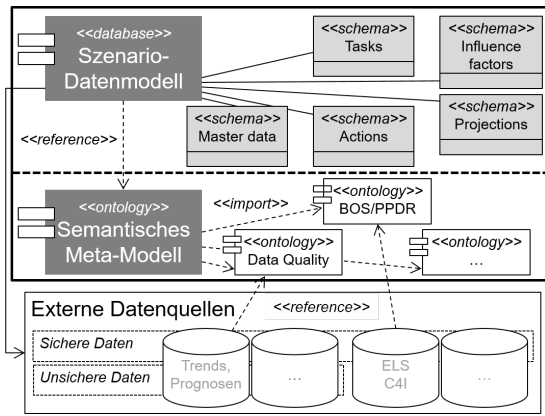 <<database>>
Szenario-
Datenmodell
<<schema>>
Tasks
<<schema>>
Influence
factors
<<schema>>
Master data
<<schema>>
Actions
<<schema>>
Projections
<<reference>>
<<ontology>>
Semantisches
Meta-Modell
<<import>>
<<ontology>>
BOS/PPDR
<<ontology>>
Data Quality
<<ontology>>
...
Externe Datenquellen
<<reference>>
Sichere Daten
Unsichere Daten
Trends,
Prognosen
...
ELS
C4I
...